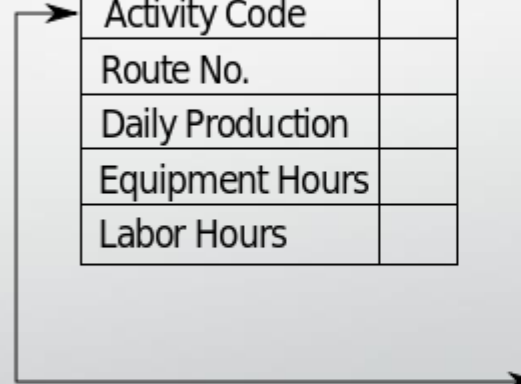 Activity Code
Route No.
Daily Production
Equipment Hours
Labor Hours